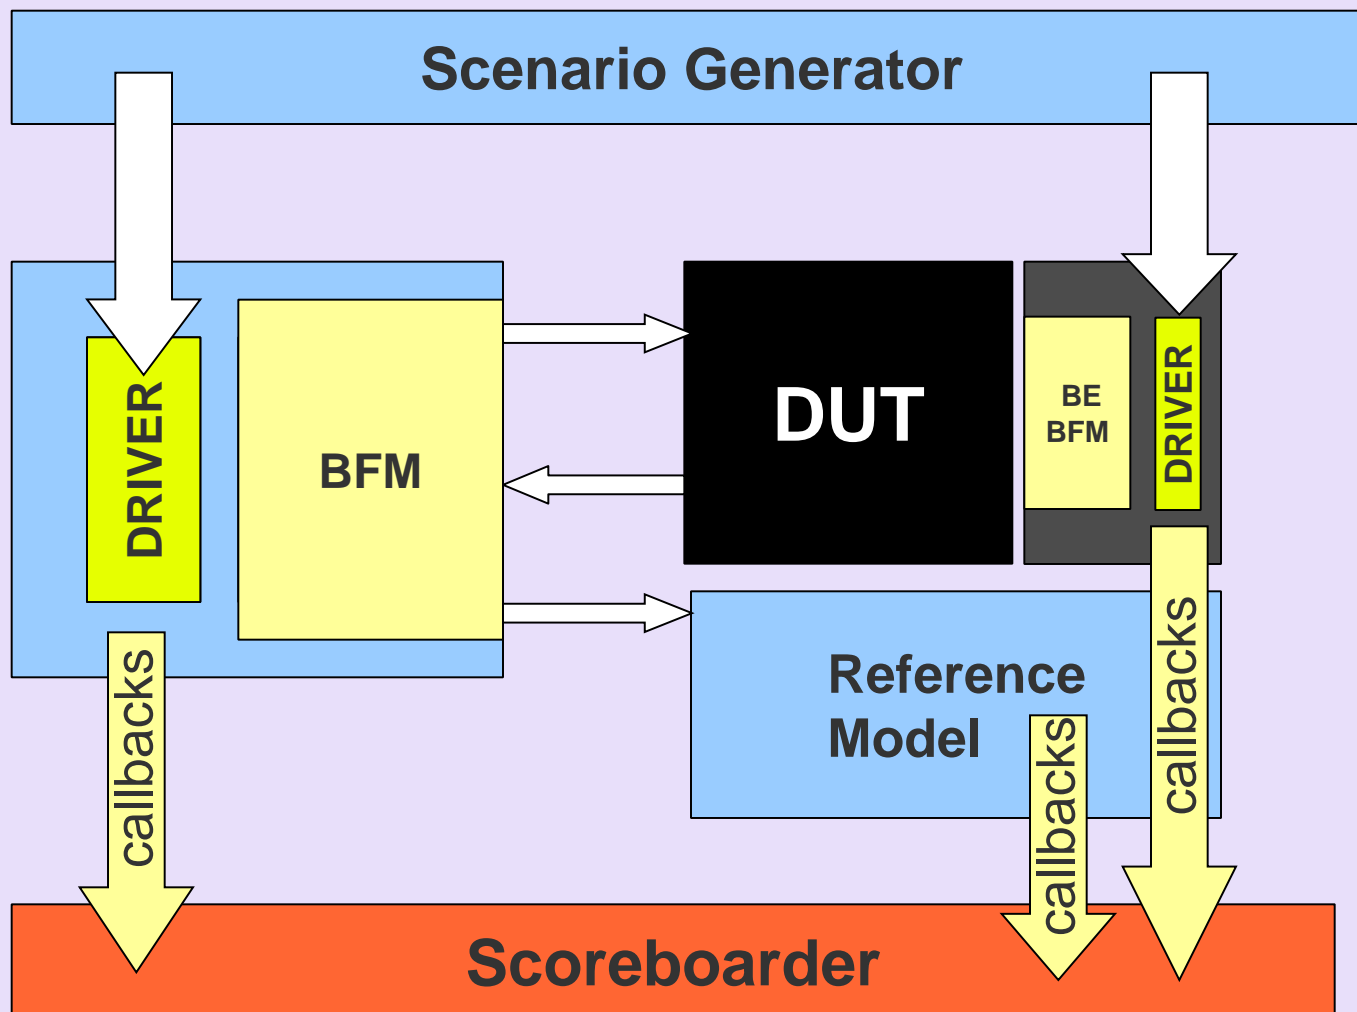 Scenario Generator
DRIVER
BFM
DUT
BE
BFM
DRIVER
Reference
Model
callbacks
callbacks
callbacks
Scoreboarder